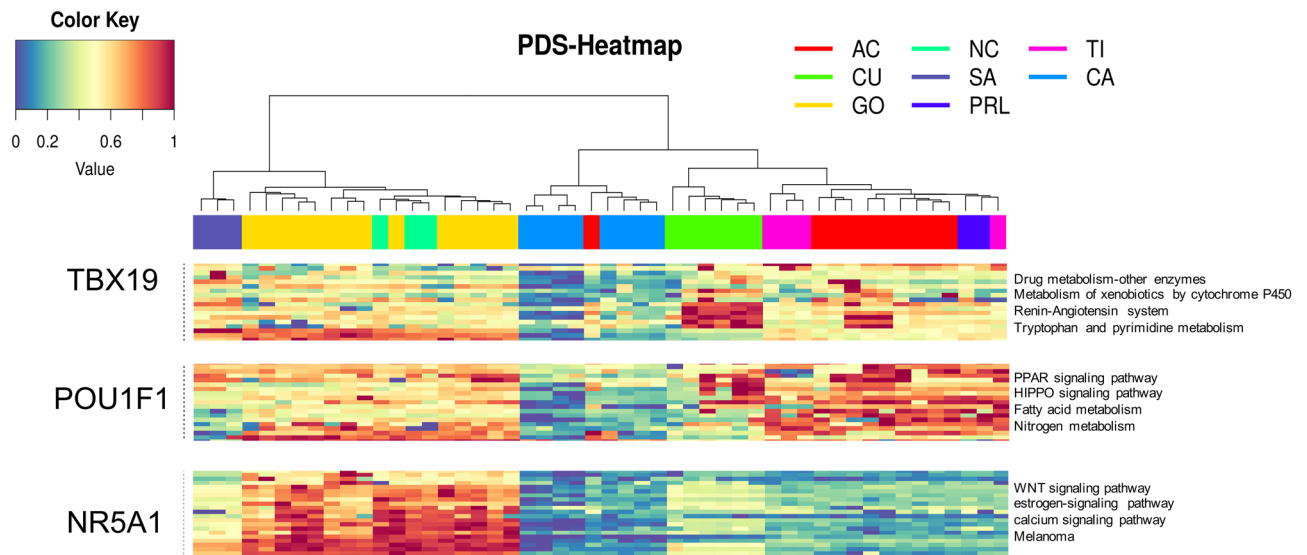 Color Key
0 0.2 0.6 1
Value
PDS-Heatmap
AC NC TI
CU SA CA
GO PRL
TBX19
Drug metabolism-other enzymes
Metabolism of xenobiotics by cytochrome P450
Renin-Angiotensin system
Tryptophan and pyrimidine metabolism
POU1F1
PPAR signaling pathway
HIPPO signaling pathway
Fatty acid metabolism
Nitrogen metabolism
NR5A1
WNT signaling pathway
estrogen-signaling pathway
calcium signaling pathway
Melanoma